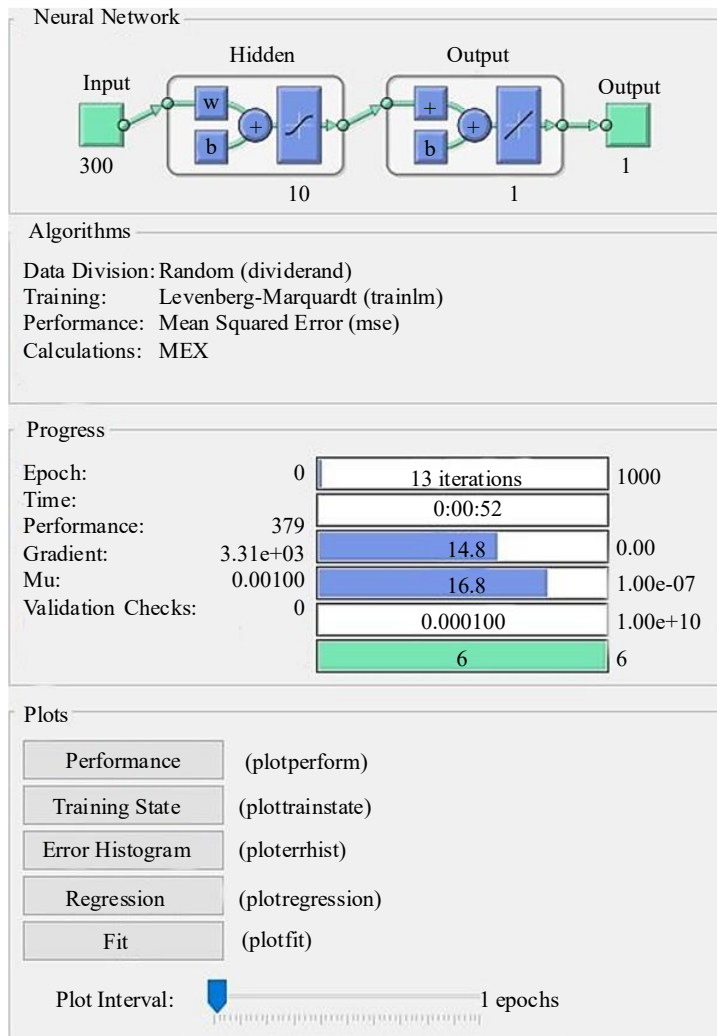 Neural Network
Hidden Output
Input Output
w + + +
b b
300 10 1 1
Algorithms
Data Division: Random (dividerand)
Training: Levenberg-Marquardt (trainlm)
Performance: Mean Squared Error (mse)
Calculations: MEX
Progress
Epoch: 0 13 iterations 1000
Time: 0:00:52
Performance: 379 14.8 0.00
Gradient: 3.31e+03 16.8 1.00e-07
Mu: 0.00100 0.000100 1.00e+10
Validation Checks: 0 6 6
Plots
Performance (plotperform)
Training State (plottrainstate)
Error Histogram (ploterrhist)
Regression (plotregression)
Fit (plotfit)
Plot Interval: 1 epochs